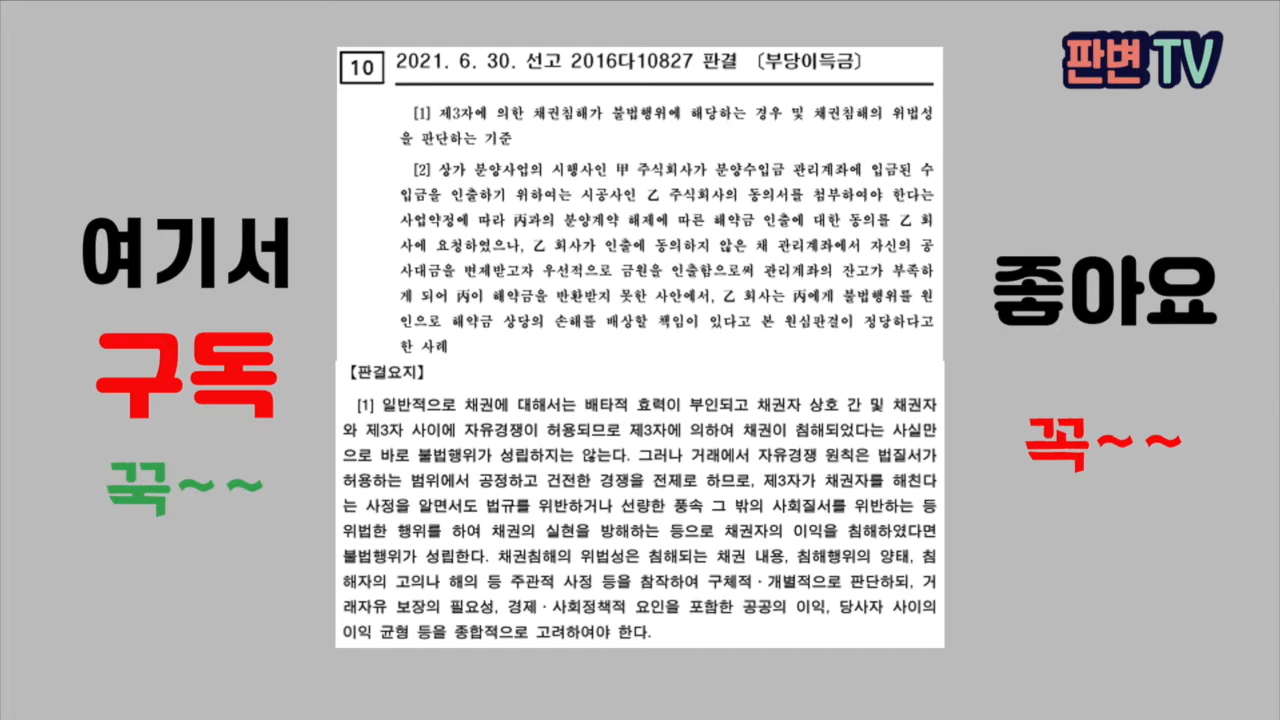 판변 TV
여기서
구독
꾹~~
10 2021. 6. 30. 선고 2016다10827 판결 〔부당이득금〕
[1] 제3자에 의한 채권침해가 불법행위에 해당하는 경우 및 채권침해의 위법성
을 판단하는 기준
[2] 상가 분양사업의 시행사인 甲 주식회사가 분양수입금 관리계좌에 입금된 수
입금을 인출하기 위하여는 시공사인 乙 주식회사의 동의서를 첨부하여야 한다는
사업약정에 따라 丙과의 분양계약 해제에 따른 해약금 인출에 대한 동의를 乙 회
사에 요청하였으나, 乙 회사가 인출에 동의하지 않은 채 관리계좌에서 자신의 공
사대금을 변제받고자 우선적으로 금원을 인출함으로써 관리계좌의 잔고가 부족하
게 되어 丙이 해약금을 반환받지 못한 사안에서, 乙 회사는 丙에게 불법행위를 원
인으로 해약금 상당의 손해를 배상할 책임이 있다고 본 원심판결이 정당하다고
한 사례
【판결요지】
[1] 일반적으로 채권에 대해서는 배타적 효력이 부인되고 채권자 상호 간 및 채권자
와 제3자 사이에 자유경쟁이 허용되므로 제3자에 의하여 채권이 침해되었다는 사실만
으로 바로 불법행위가 성립하지는 않는다. 그러나 거래에서 자유경쟁 원칙은 법질서가
허용하는 범위에서 공정하고 건전한 경쟁을 전제로 하므로, 제3자가 채권자를 해친다
는 사정을 알면서도 법규를 위반하거나 선량한 풍속 그 밖의 사회질서를 위반하는 등
위법한 행위를 하여 채권의 실현을 방해하는 등으로 채권자의 이익을 침해하였다면
불법행위가 성립한다. 채권침해의 위법성은 침해되는 채권 내용, 침해행위의 양태, 침
해자의 고의나 해의 등 주관적 사정 등을 참작하여 구체적·개별적으로 판단하되, 거
래자유 보장의 필요성, 경제·사회정책적 요인을 포함한 공공의 이익, 당사자 사이의
이익 균형 등을 종합적으로 고려하여야 한다.
좋아요
꼭~~